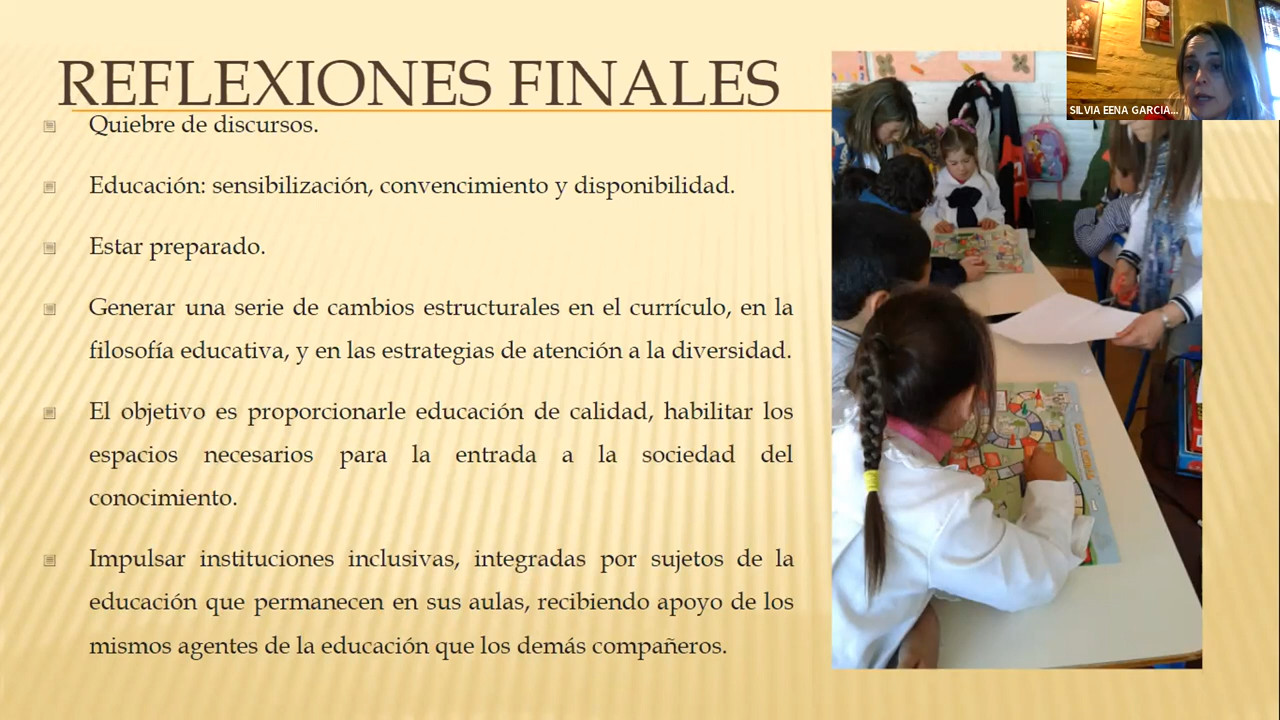 REFLEXIONES FINALES
SILVIA EENA GARCIA...
Quiebre de discursos.
Educación: sensibilización, convencimiento y disponibilidad.
Estar preparado.
Generar una serie de cambios estructurales en el currículo, en la
filosofía educativa, y en las estrategias de atención a la diversidad.
El objetivo es proporcionarle educación de calidad, habilitar los
espacios necesarios para la entrada a la sociedad del
conocimiento.
Impulsar instituciones inclusivas, integradas por sujetos de la
educación que permanecen en sus aulas, recibiendo apoyo de los
mismos agentes de la educación que los demás compañeros.